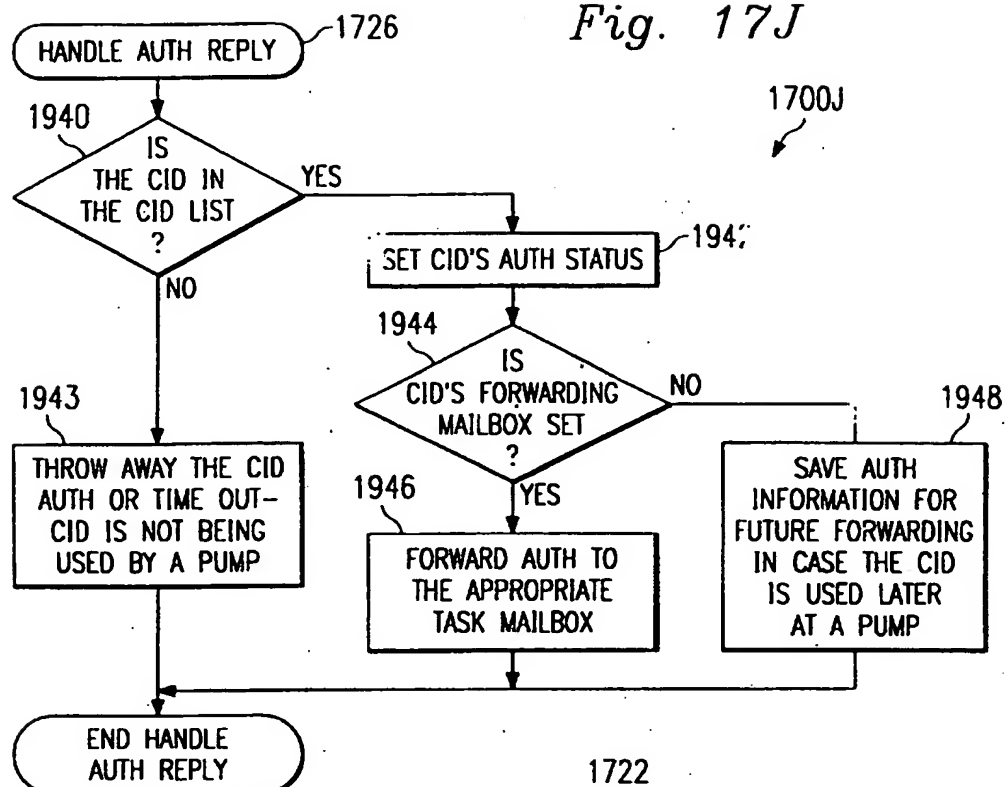 Fig. 17J
HANDLE AUTH REPLY
1726
1700J
1940
IS
THE CID IN
THE CID LIST
?
YES
NO
SET CID'S AUTH STATUS
1944
IS
CID'S FORWARDING
MAILBOX SET
?
NO
YES
1943
THROW AWAY THE CID
AUTH OR TIME OUT–
CID IS NOT BEING
USED BY A PUMP
1946
FORWARD AUTH TO
THE APPROPRIATE
TASK MAILBOX
1948
SAVE AUTH
INFORMATION FOR
FUTURE FORWARDING
IN CASE THE CID
IS USED LATER
AT A PUMP
END HANDLE
AUTH REPLY
1722